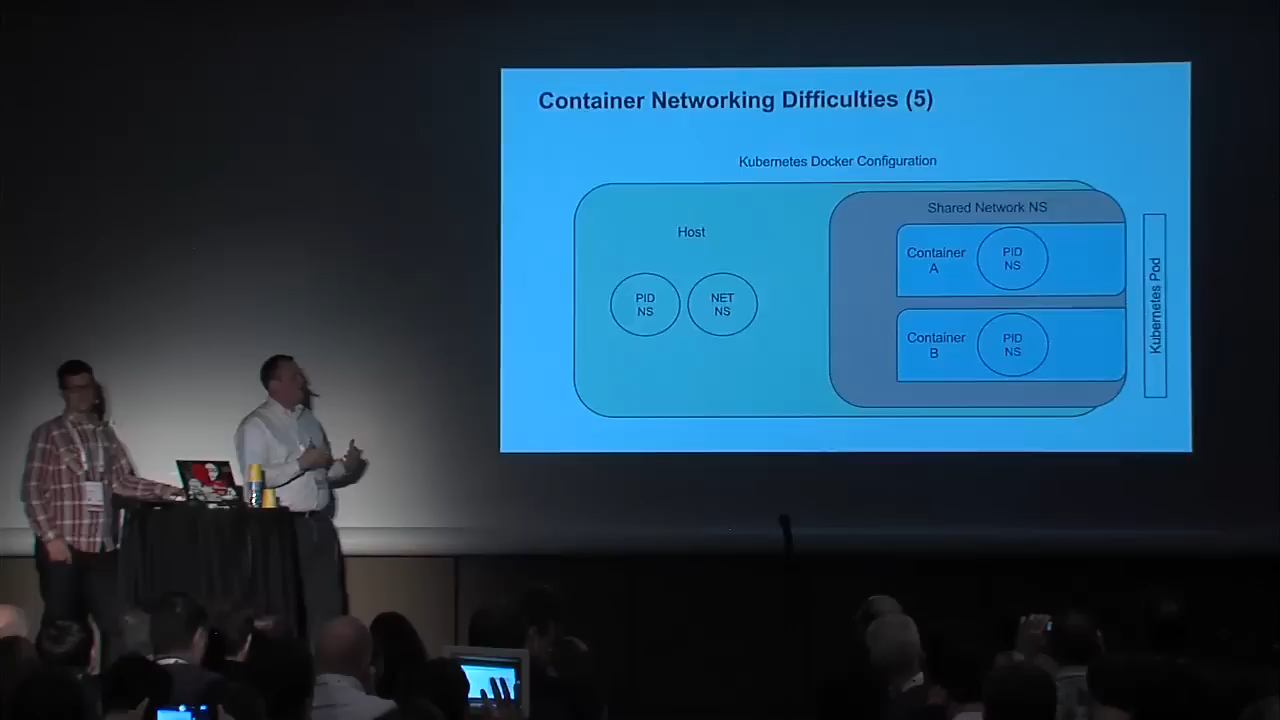 Container Networking Difficulties (5)
Kubernetes Docker Configuration
Shared Network NS
Host
Container
A
PID
NS
PID
NS
NET
NS
Container
B
PID
NS
Kubernetes Pod